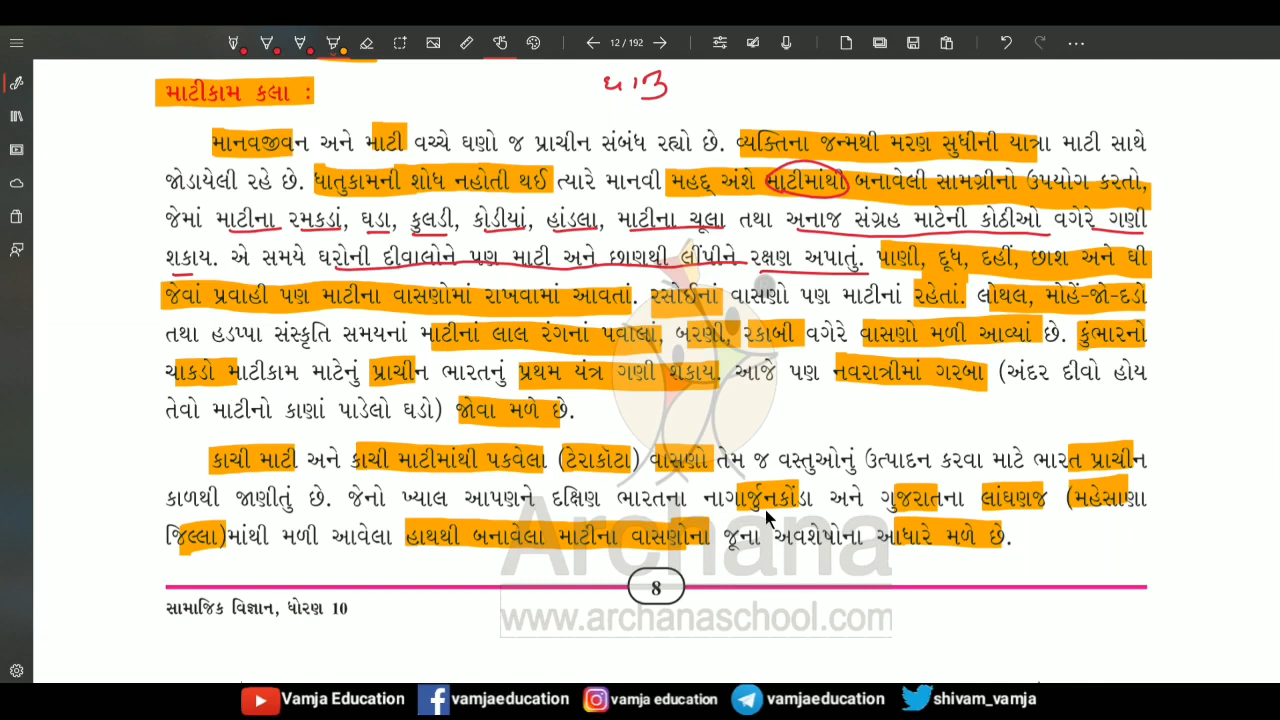 12 / 192
માટીકામ કલા :
માનવજીવન અને માટી વચ્ચે ઘણો જ પ્રાચીન સંબંધ રહ્યો છે. વ્યક્તિના જન્મથી મરણ સુધીની યાત્રા માટી સાથે
જોડાયેલી રહે છે. ધાતુકામની શોધ નહોતી થઈ ત્યારે માનવી મહદ્ અંશે માટીમાંથી બનાવેલી સામગ્રીનો ઉપયોગ કરતો,
જેમાં માટીના રમકડાં, ઘડા, કુલડી, કોડીયાં, હાંડલા, માટીના ચૂલા તથા અનાજ સંગ્રહ માટેની કોઠીઓ વગેરે ગણી
શકાય. એ સમયે ઘરોની દીવાલોને પણ માટી અને છાણથી લીંપીને રક્ષણ અપાતું. પાણી, દૂધ, દહીં, છાશ અને ઘી
જેવાં પ્રવાહી પણ માટીના વાસણોમાં રાખવામાં આવતાં. રસોઈનાં વાસણો પણ માટીનાં રહેતાં. લોથલ, મોહેં-જો-દડો
તથા હડપ્પા સંસ્કૃતિ સમયનાં માટીનાં લાલ રંગનાં પવાલાં, બરણી, રકાબી વગેરે વાસણો મળી આવ્યાં છે. કુંભારનો
ચાકડો માટીકામ માટેનું પ્રાચીન ભારતનું પ્રથમ યંત્ર ગણી શકાય. આજે પણ નવરાત્રીમાં ગરબા (અંદર દીવો હોય
તેવો માટીનો કાણાં પાડેલો ઘડો) જોવા મળે છે.
કાચી માટી અને કાચી માટીમાંથી પકવેલા (ટેરાકૉટા) વાસણો તેમ જ વસ્તુઓનું ઉત્પાદન કરવા માટે ભારત પ્રાચીન
કાળથી જાણીતું છે. જેનો ખ્યાલ આપણને દક્ષિણ ભારતના નાગાર્જુનકોંડા અને ગુજરાતના લાંઘણજ (મહેસાણા
જિલ્લા)માંથી મળી આવેલા હાથથી બનાવેલા માટીના વાસણોના જૂના અવશેષોના આધારે મળે છે.
Archana
8
સામાજિક વિજ્ઞાન, ધોરણ 10
www.archanaschool.com
Vamja Education vamjaeducation vamja education vamjaeducation shivam_vamja